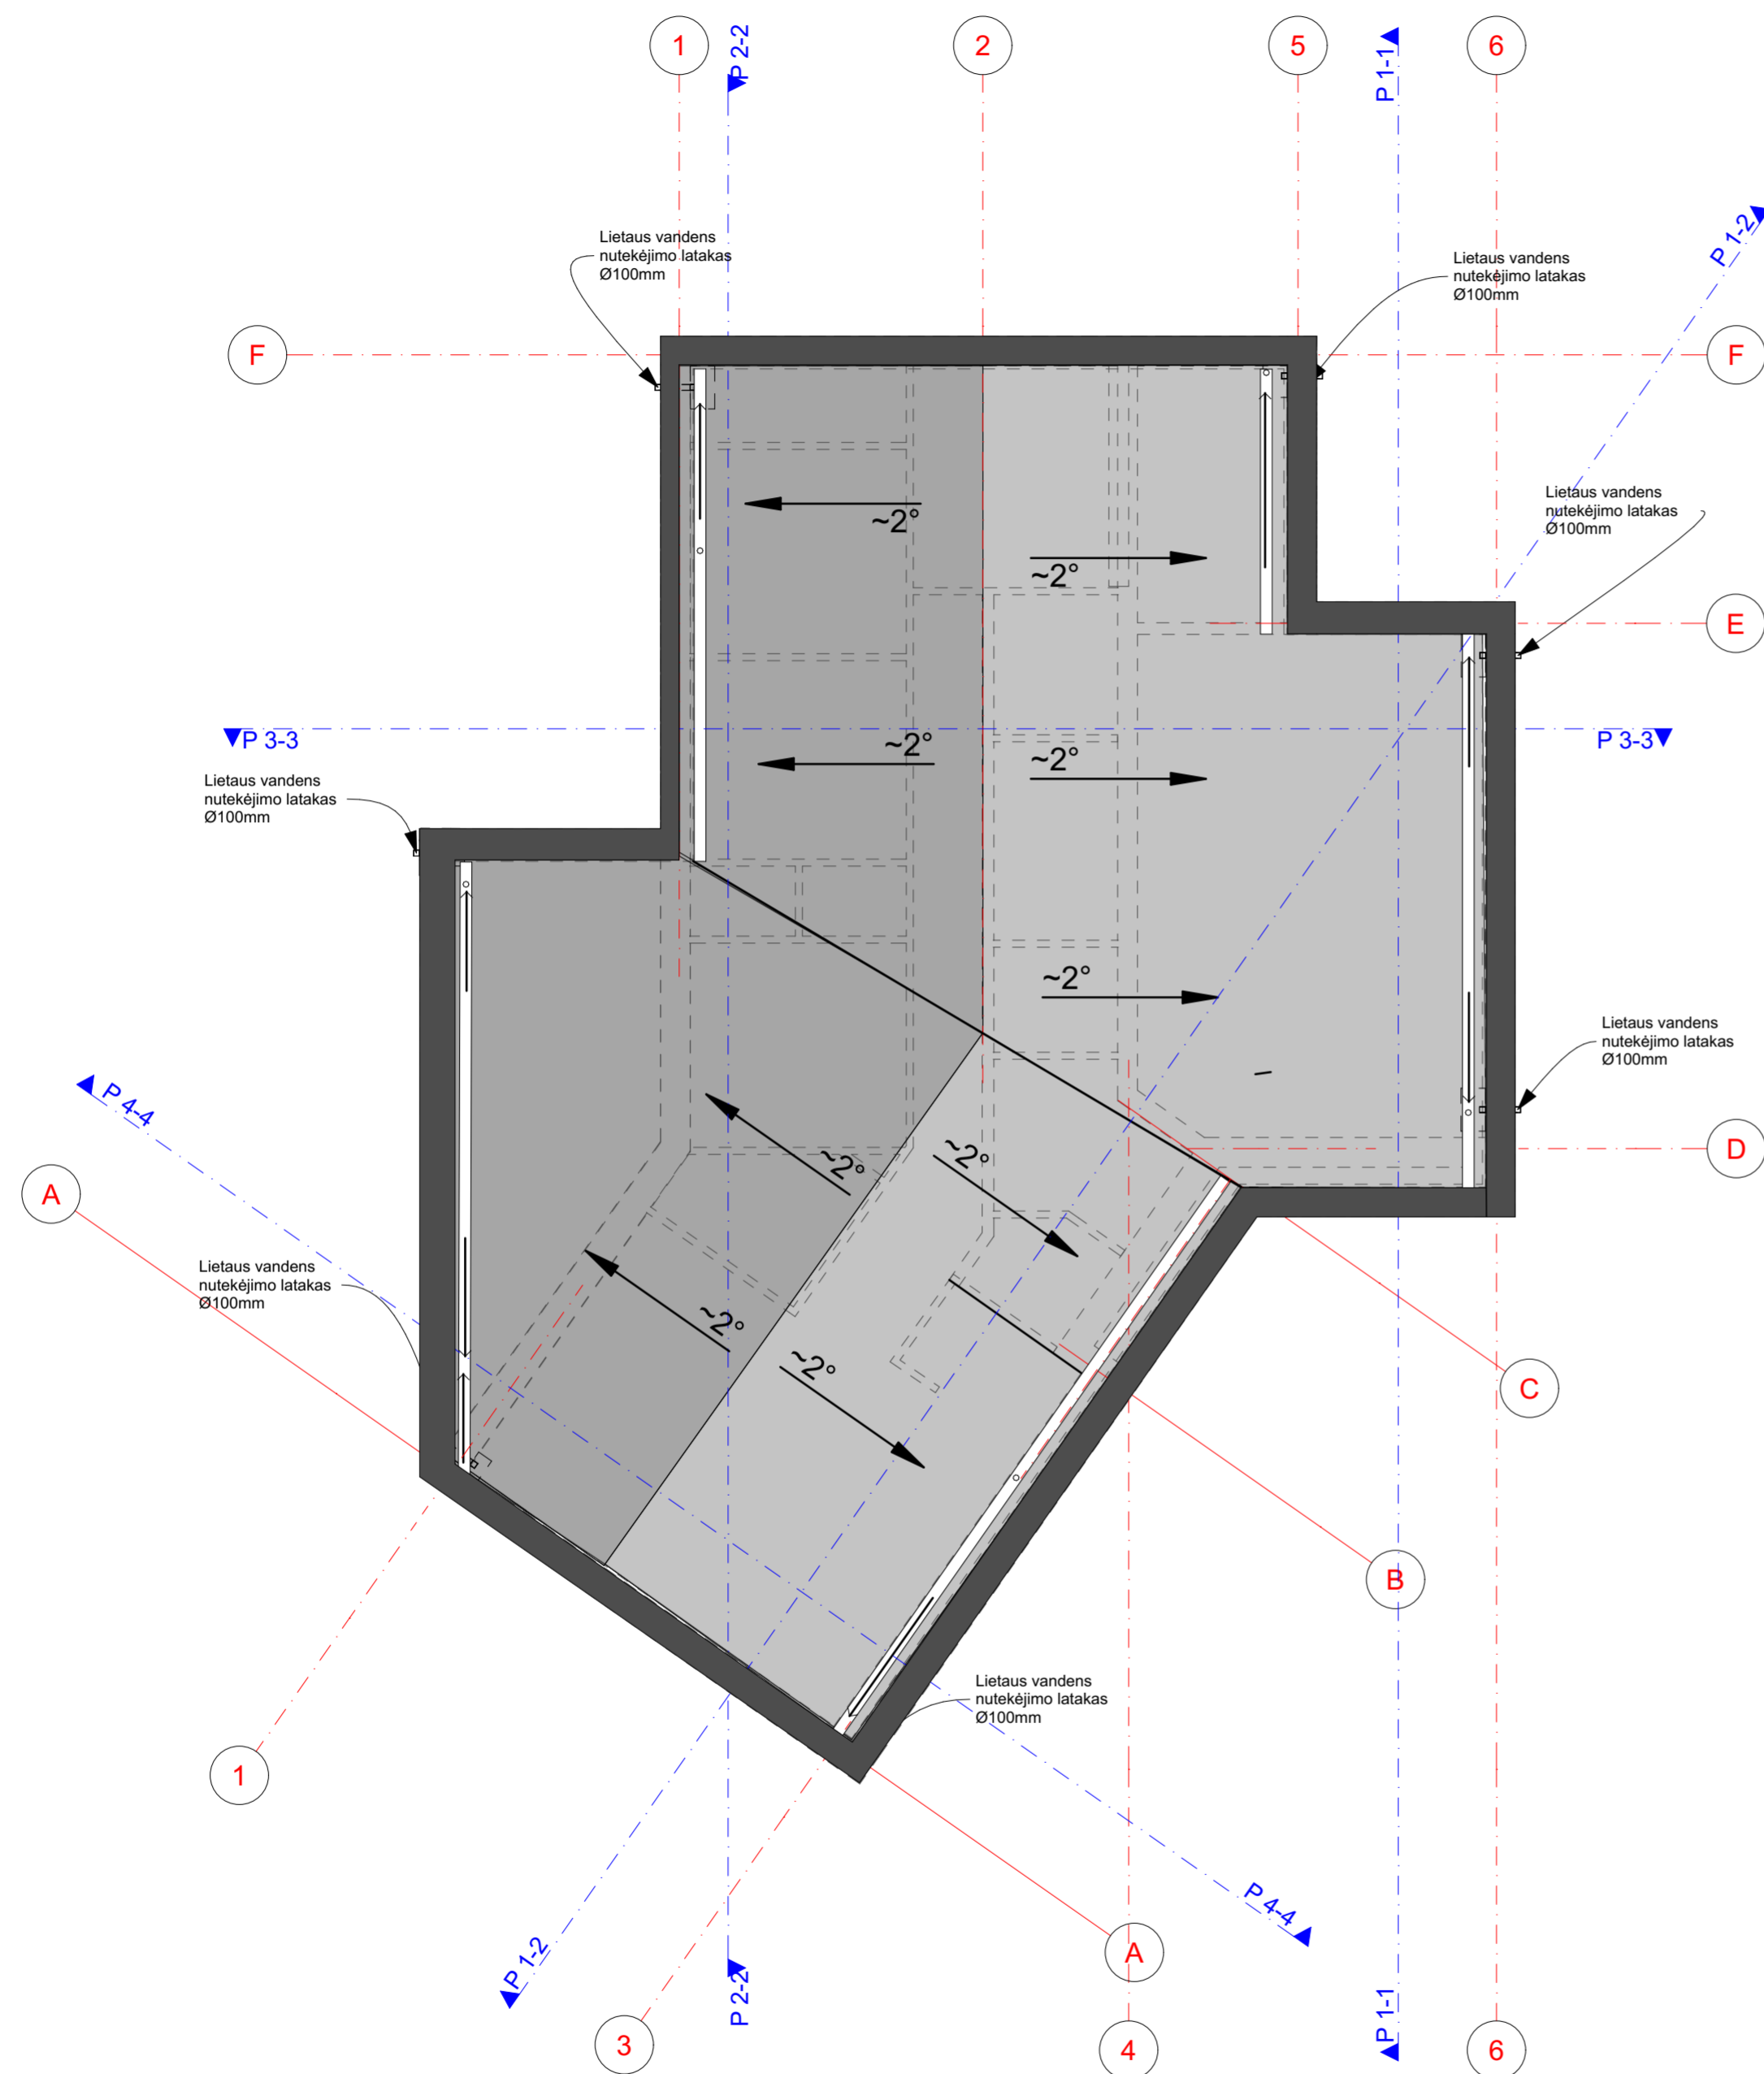 1
2
5
6
P 2-2
P 1-1
P 1-2
Lietaus vandens
nutekėjimo latakas
Ø100mm
Lietaus vandens
nutekėjimo latakas
Ø100mm
F
F
Lietaus vandens
nutekėjimo latakas
Ø100mm
~2°
~2°
E
P 3-3
P 3-3
~2°
~2°
Lietaus vandens
nutekėjimo latakas
Ø100mm
~2°
Lietaus vandens
nutekėjimo latakas
Ø100mm
P 4-4
D
A
~2°
~2°
Lietaus vandens
nutekėjimo latakas
Ø100mm
~2°
~2°
C
B
Lietaus vandens
nutekėjimo latakas
Ø100mm
1
P 4-4
A
P 1-2
P 2-2
P 1-1
3
4
6